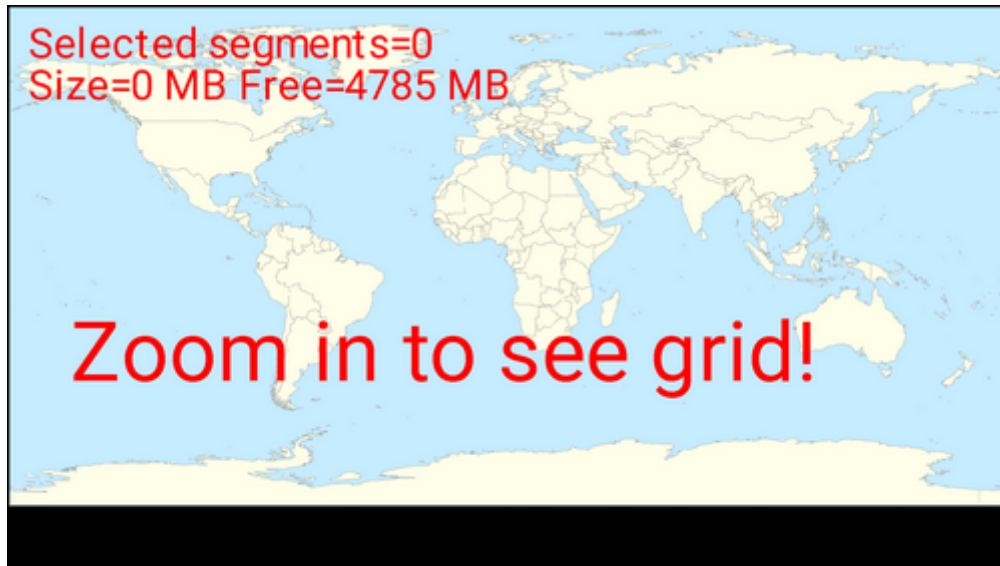 Selected segments=0
Size=0 MB Free=4785 MB
Zoom in to see grid!